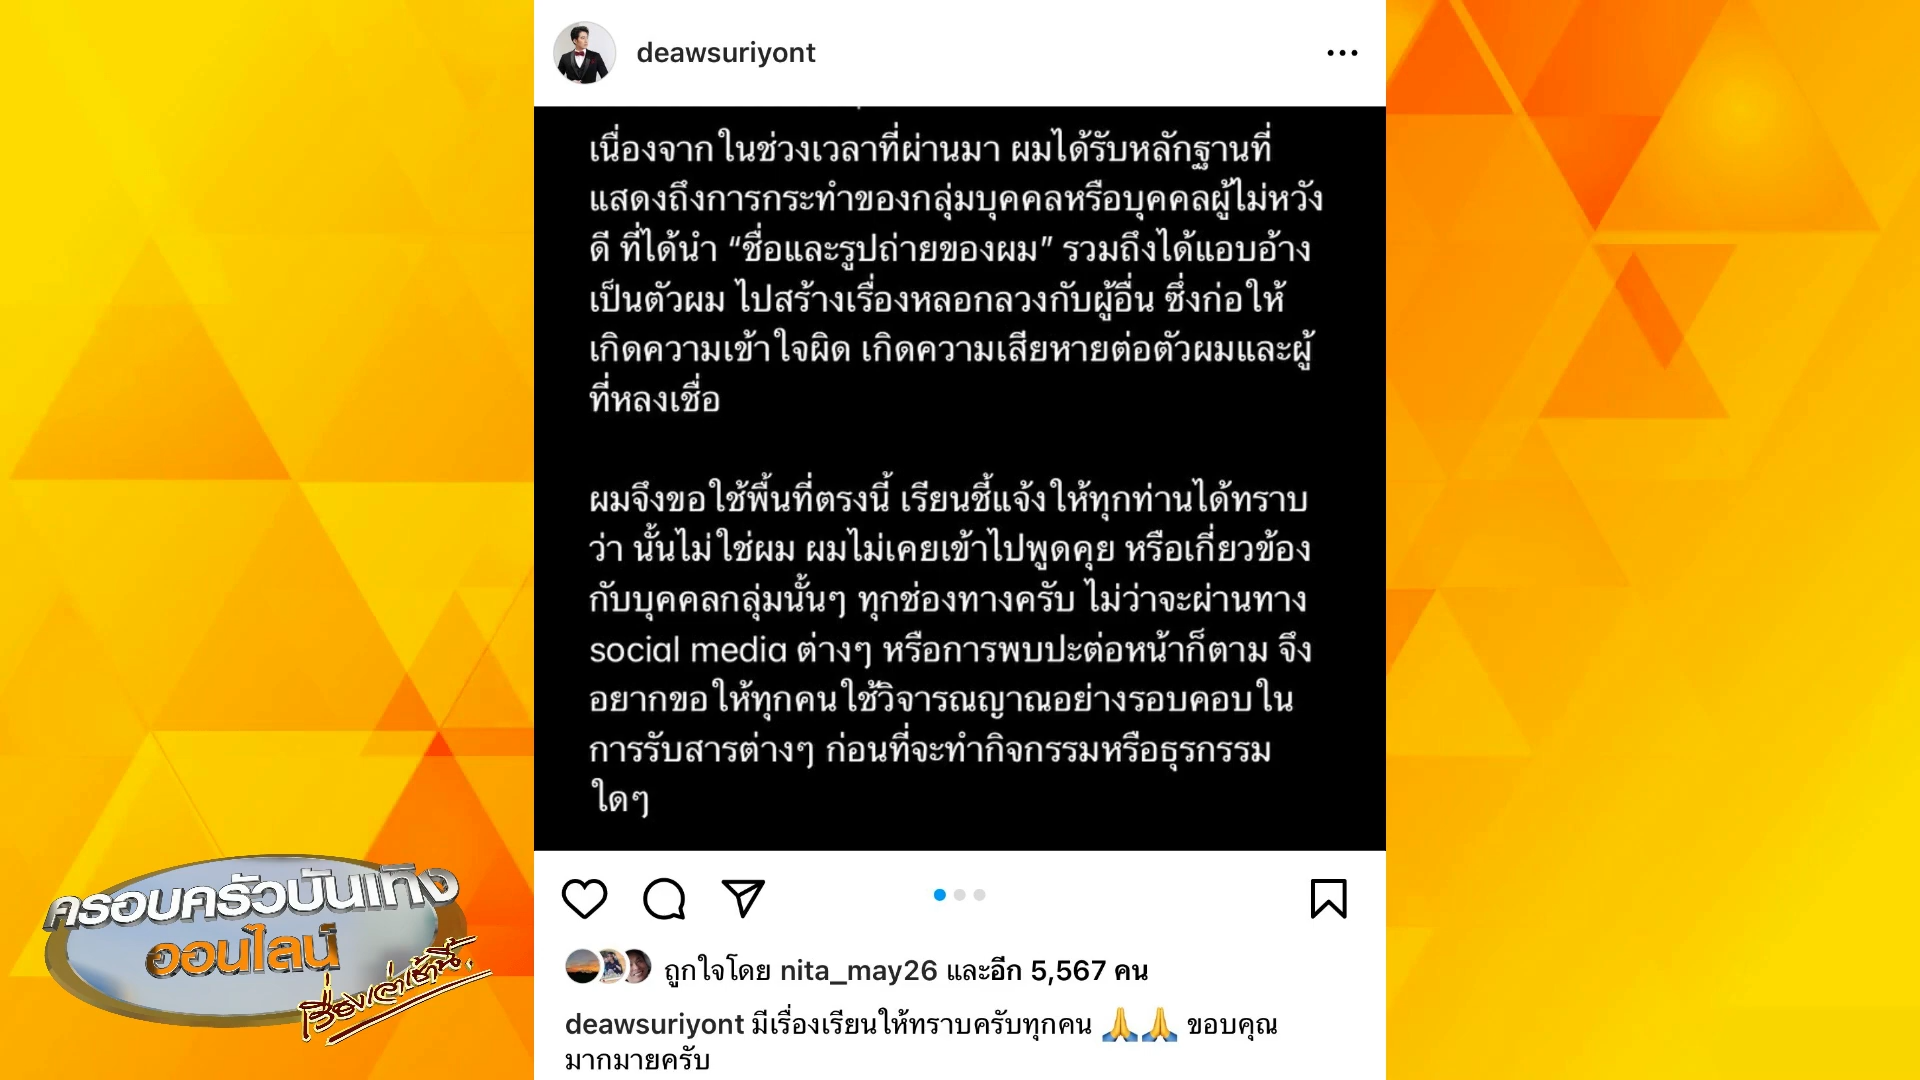 deawsuriyont
เนื่องจากในช่วงเวลาที่ผ่านมา ผมได้รับหลักฐานที่
แสดงถึงการกระทำของกลุ่มบุคคลหรือบุคคลผู้ไม่หวัง
ดี ที่ได้นำ “ชื่อและรูปถ่ายของผม” รวมถึงได้แอบอ้าง
เป็นตัวผม ไปสร้างเรื่องหลอกลวงกับผู้อื่น ซึ่งก่อให้
เกิดความเข้าใจผิด เกิดความเสียหายต่อตัวผมและผู้
ที่หลงเชื่อ
ผมจึงขอใช้พื้นที่ตรงนี้ เรียนชี้แจ้งให้ทุกท่านได้ทราบ
ว่า นั้นไม่ใช่ผม ผมไม่เคยเข้าไปพูดคุย หรือเกี่ยวข้อง
กับบุคคลกลุ่มนั้นๆ ทุกช่องทางครับ ไม่ว่าจะผ่านทาง
social media ต่างๆ หรือการพบปะต่อหน้าก็ตาม จึง
อยากขอให้ทุกคนใช้วิจารณญาณอย่างรอบคอบใน
การรับสารต่างๆ ก่อนที่จะทำกิจกรรมหรือธุรกรรม
ใดๆ
ถูกใจโดย nita_may26 และอีก 5,567 คน
deawsuriyont มีเรื่องเรียนให้ทราบครับทุกคน 🙏🙏 ขอบคุณ
มากมายครับ
ครอบครัวบันเทิง
ออนไลน์
เรื่องเล่าเช้านี้